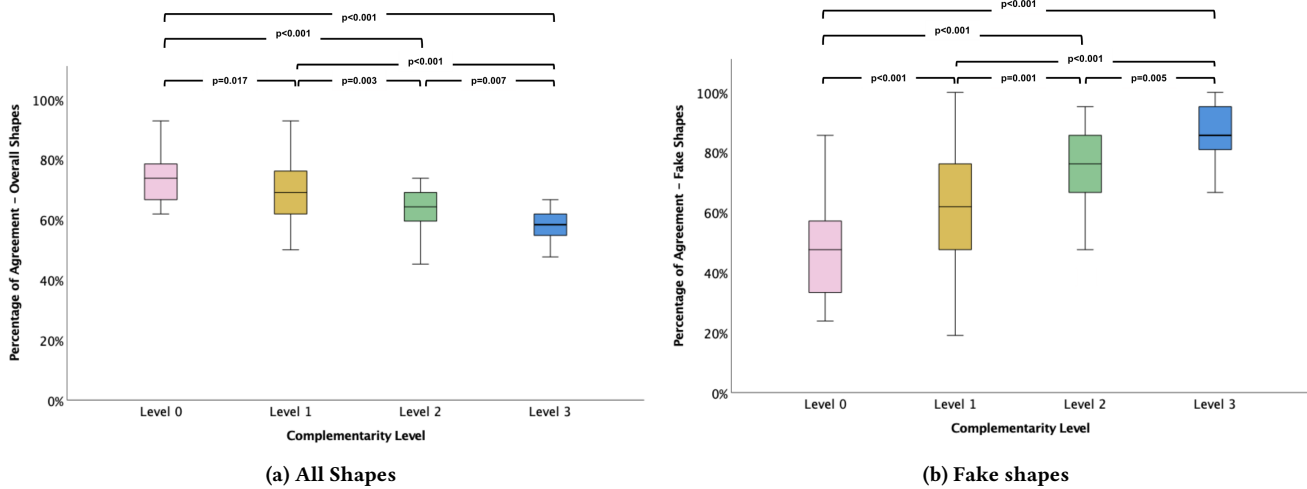 p<0.001
p<0.001
p<0.001
p=0.017
p=0.003
p=0.007
100%
80%
60%
40%
20%
0%
Percentage of Agreement – Overall Shapes
Level 0
Level 1
Level 2
Level 3
Complementarity Level
(a) All Shapes
p<0.001
p<0.001
p<0.001
p<0.001
p=0.001
p=0.005
100%
80%
60%
40%
20%
0%
Percentage of Agreement – Fake Shapes
Level 0
Level 1
Level 2
Level 3
Complementarity Level
(b) Fake shapes